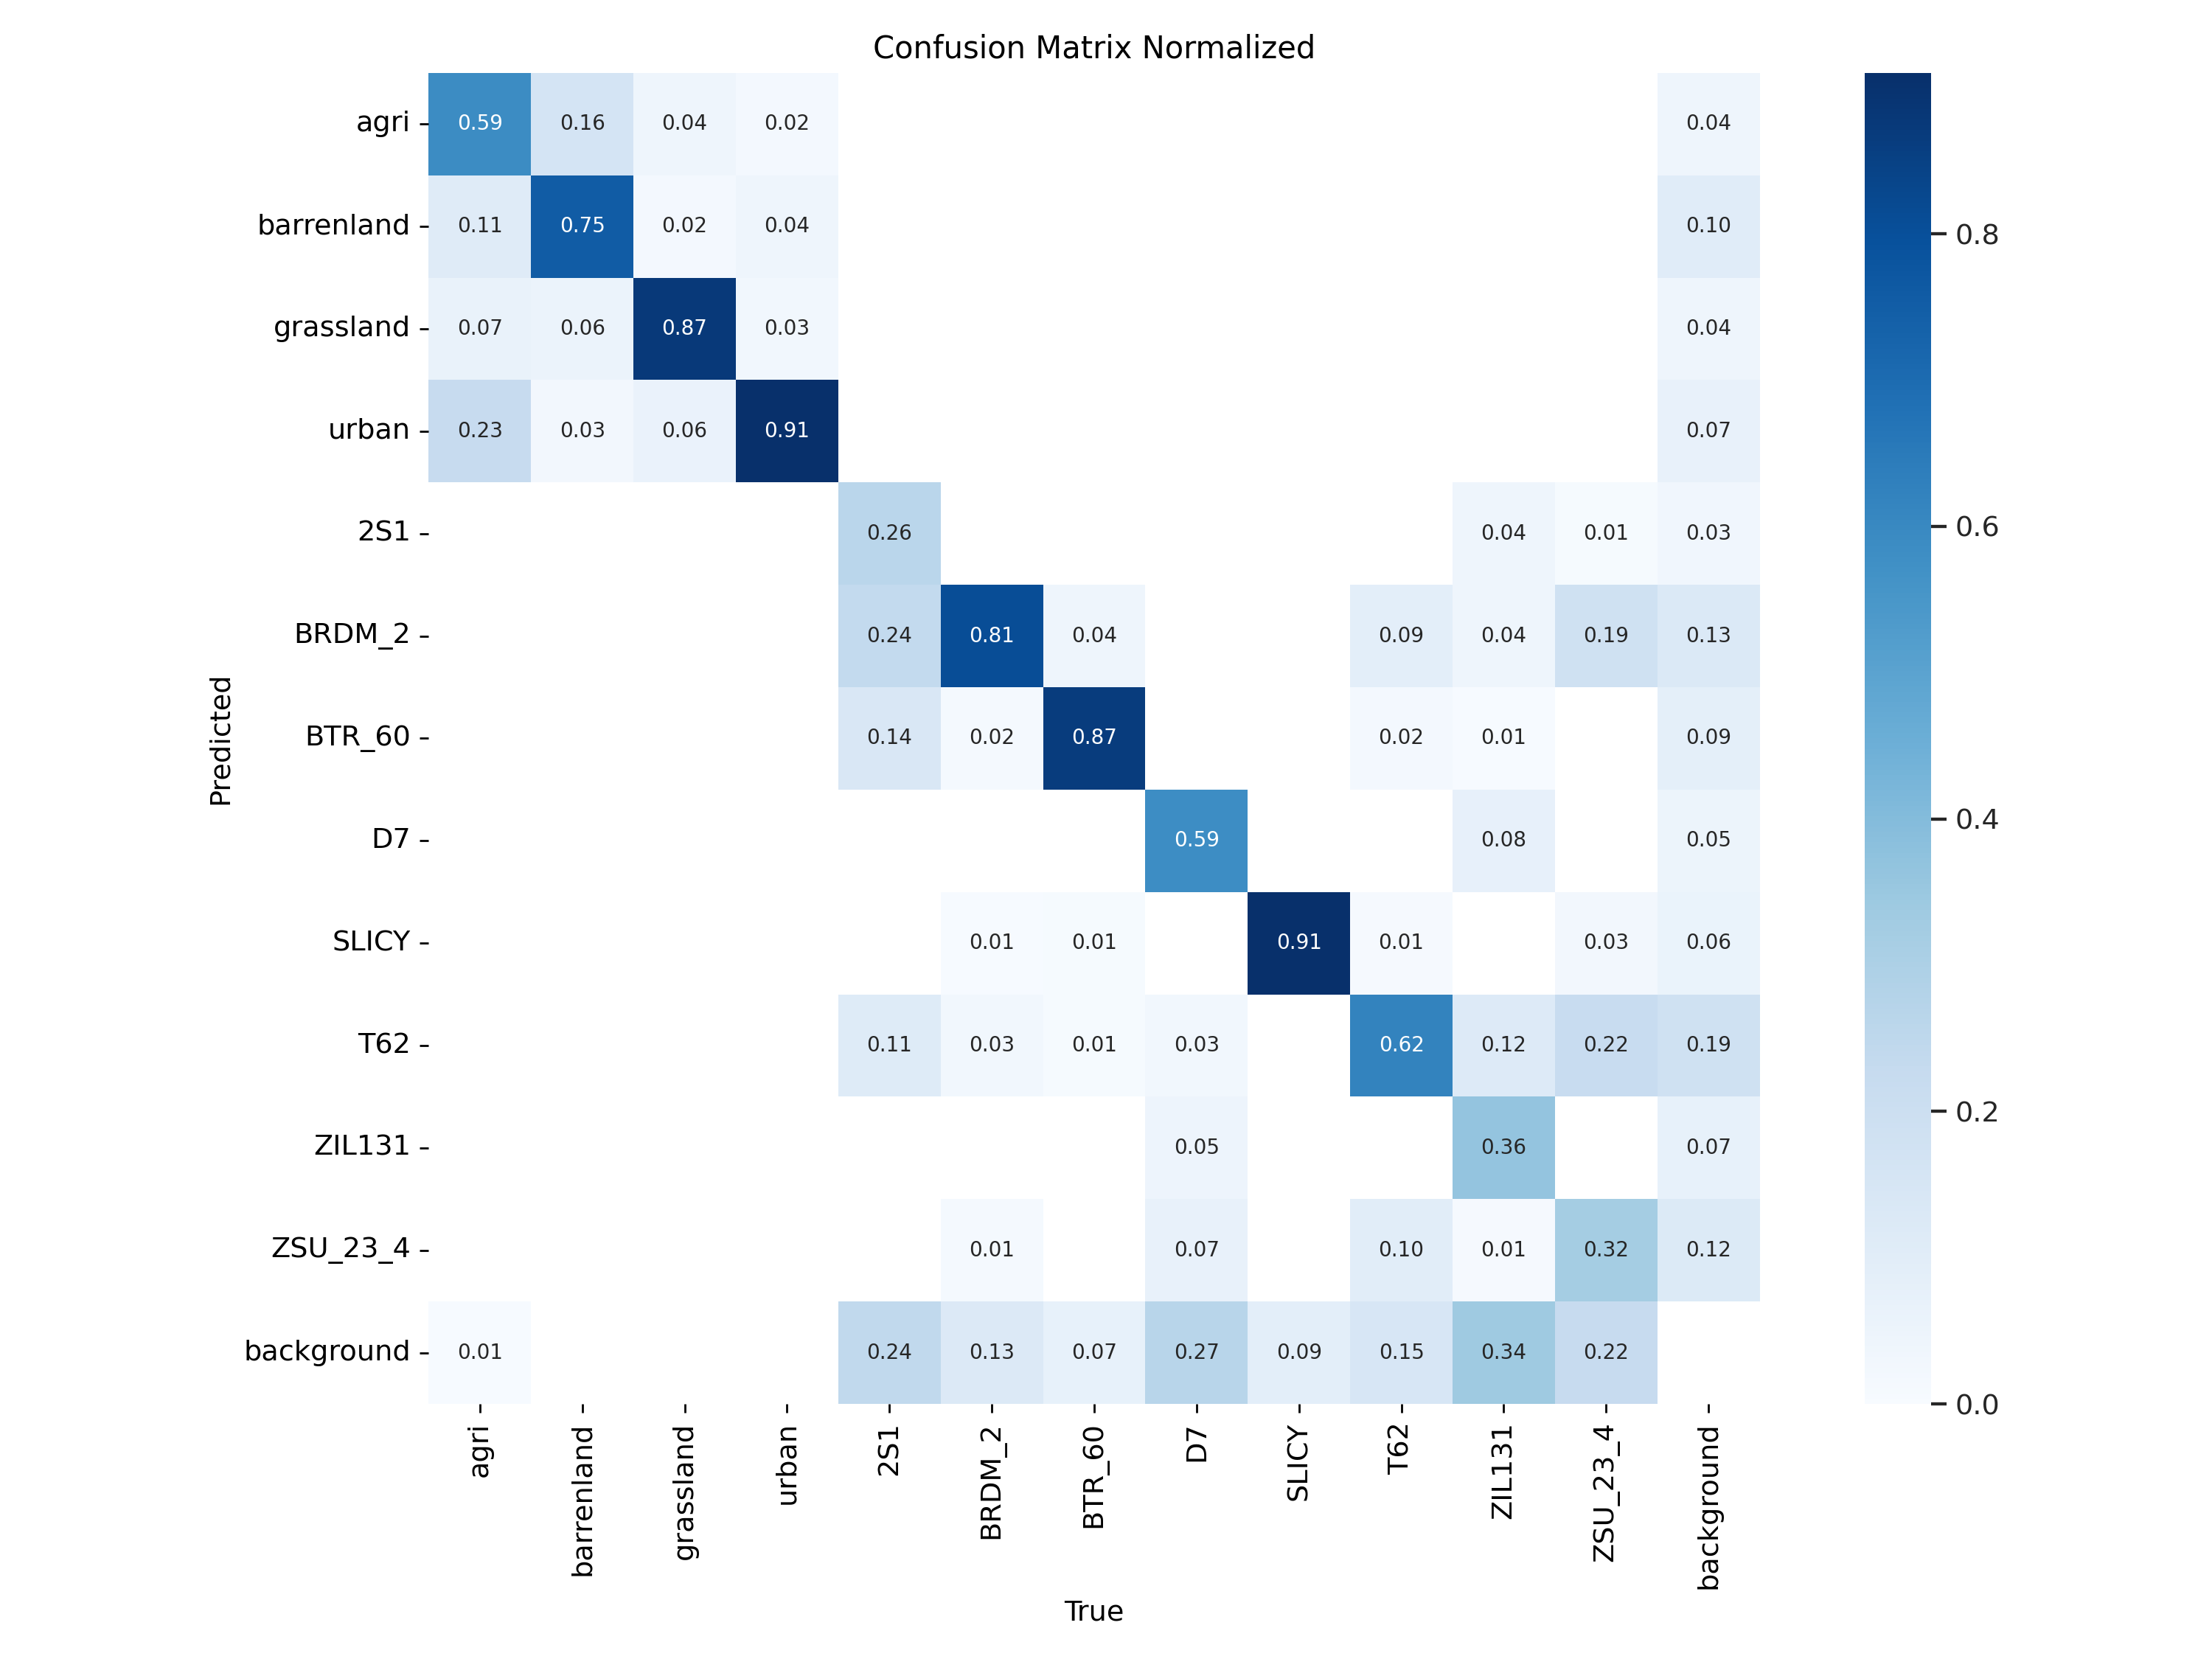 Confusion Matrix Normalized
agri 0.59 0.16 0.04 0.02 0.04
barrenland 0.11 0.75 0.02 0.04 0.10
grassland 0.07 0.06 0.87 0.03 0.04
urban 0.23 0.03 0.06 0.91 0.07
2S1 0.26 0.04 0.01 0.03
BRDM_2 0.24 0.81 0.04 0.09 0.04 0.19 0.13
BTR_60 0.14 0.02 0.87 0.02 0.01 0.09
D7 0.59 0.08 0.05
SLICY 0.01 0.01 0.91 0.01 0.03 0.06
T62 0.11 0.03 0.01 0.03 0.62 0.12 0.22 0.19
ZIL131 0.05 0.36 0.07
ZSU_23_4 0.01 0.07 0.10 0.01 0.32 0.12
background 0.01 0.24 0.13 0.07 0.27 0.09 0.15 0.34 0.22
Predicted
agri barrenland grassland urban 2S1 BRDM_2 BTR_60 D7 SLICY T62 ZIL131 ZSU_23_4 background
True
0.8
0.6
0.4
0.2
0.0